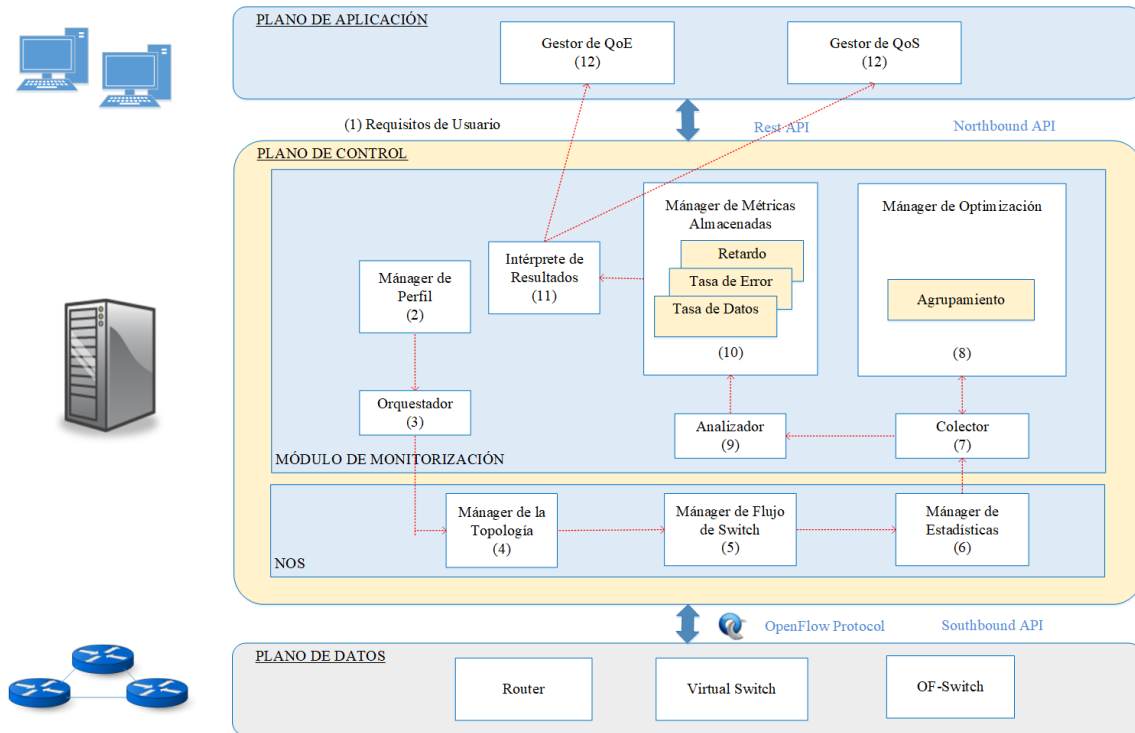 PLANO DE APLICACIÓN
Gestor de QoE
(12)
Gestor de QoS
(12)
(1) Requisitos de Usuario
Rest API
Northbound API
PLANO DE CONTROL
Mánager de Métricas
Almacenadas
Retardo
Tasa de Error
Tasa de Datos
(10)
Mánager de Optimización
Agrupamiento
(8)
Intérprete de
Resultados
(11)
Mánager de
Perfil
(2)
Orquestador
(3)
Analizador
(9)
Colector
(7)
MÓDULO DE MONITORIZACIÓN
Mánager de la
Topología
(4)
Mánager de Flujo
de Switch
(5)
Mánager de
Estadísticas
(6)
NOS
OpenFlow Protocol
Southbound API
PLANO DE DATOS
Router
Virtual Switch
OF-Switch